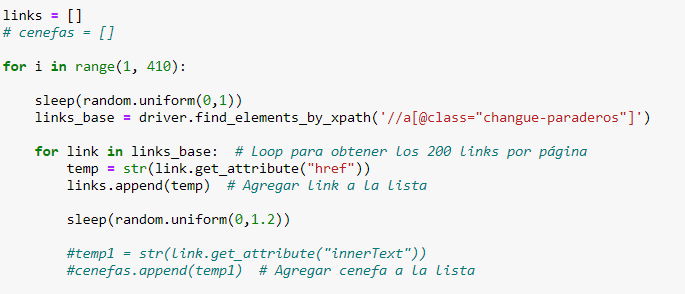 links = []
# cenefas = []
for i in range(1, 410):
sleep(random.uniform(0,1))
links_base = driver.find_elements_by_xpath('//a[@class="changue-paraderos"]')
for link in links_base:  # Loop para obtener los 200 links por página
temp = str(link.get_attribute("href"))
links.append(temp)  # Agregar link a la lista
sleep(random.uniform(0,1.2))
#temp1 = str(link.get_attribute("innerText"))
#cenefas.append(temp1)  # Agregar cenefa a la lista